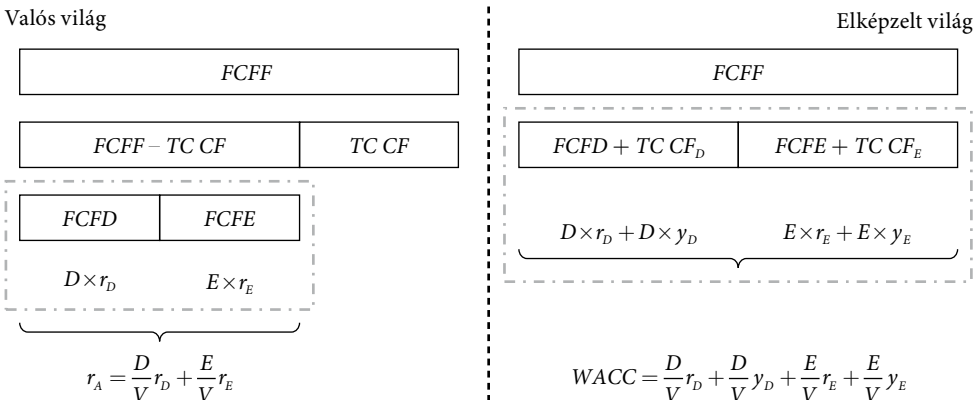 Valós világ
FCFF
FCFF – TC CF TC CF
FCFD FCFE
D×r_D E×r_E
r_A = D/V r_D + E/V r_E
Elképzelt világ
FCFF
FCFD + TC CF_D FCFE + TC CF_E
D×r_D + D×y_D E×r_E + E×y_E
WACC = D/V r_D + D/V y_D + E/V r_E + E/V y_E